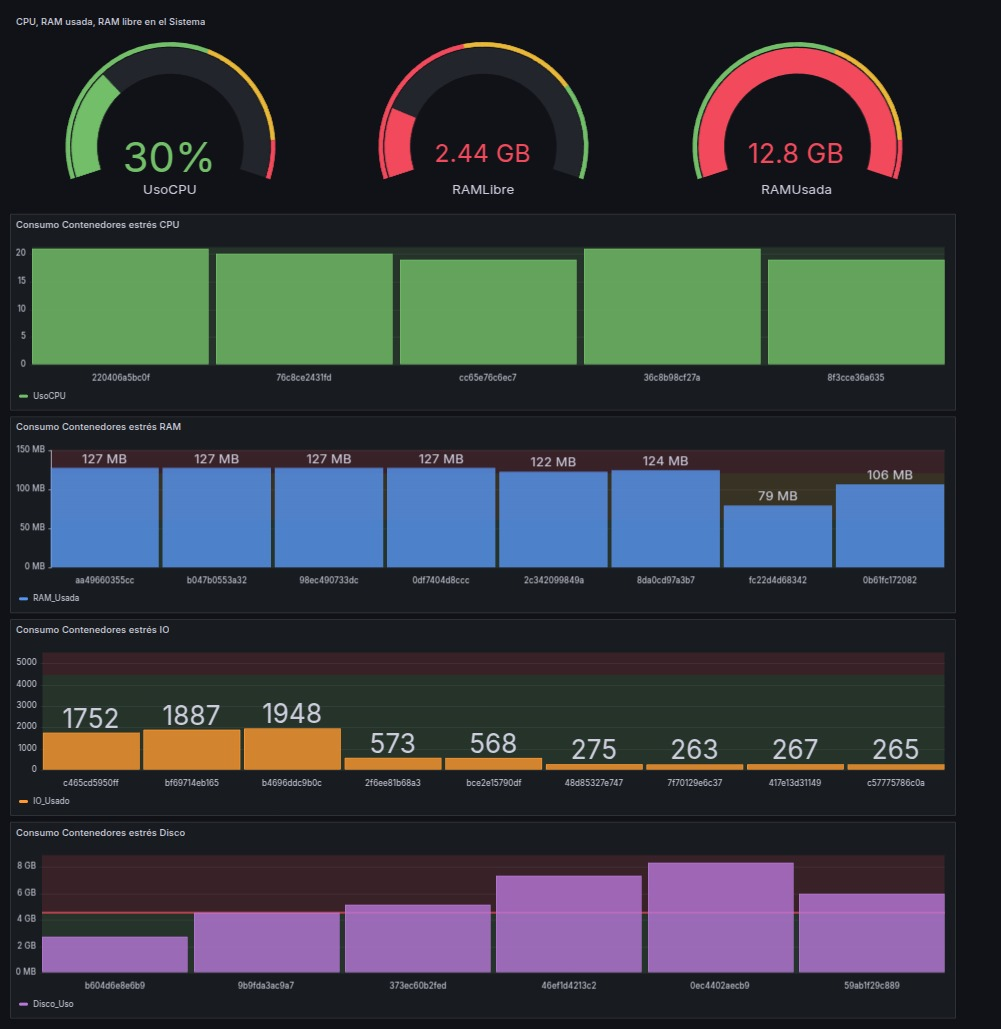 CPU, RAM usada, RAM libre en el Sistema
30% 2.44 GB 12.8 GB
UsoCPU RAMLibre RAMUsada
Consumo Contenedores estrés CPU
20
15
10
5
0
220406a5bc0f 76c8ce2431fd cc65e76c6ec7 36c8b98cf27a 8f3cce36a635
UsoCPU
Consumo Contenedores estrés RAM
150 MB
127 MB 127 MB 127 MB 127 MB 122 MB 124 MB 79 MB 106 MB
100 MB
50 MB
0 MB
aa49660355cc b047b0553a32 98ec490733dc 0df7404d8ccc 2c342099849a 8da0cd97a3b7 fc22d4d68342 0b61fc172082
RAM_Usada
Consumo Contenedores estrés IO
5000
4000
3000
2000
1000
0
1752 1887 1948 573 568 275 263 267 265
c465cd5950ff bf69714eb165 b4696ddc9b0c 2f6ee81b68a3 bce2e15790df 48d85327e747 7f70129e6c37 417e13d31149 c57775786c0a
IO_Usado
Consumo Contenedores estrés Disco
8 GB
6 GB
4 GB
2 GB
0 MB
b604d6e8e6b9 9b9fda3ac9a7 373ec60b2fed 46ef1d4213c2 0ec4402aecb9 59ab1f29c889
Disco_Uso